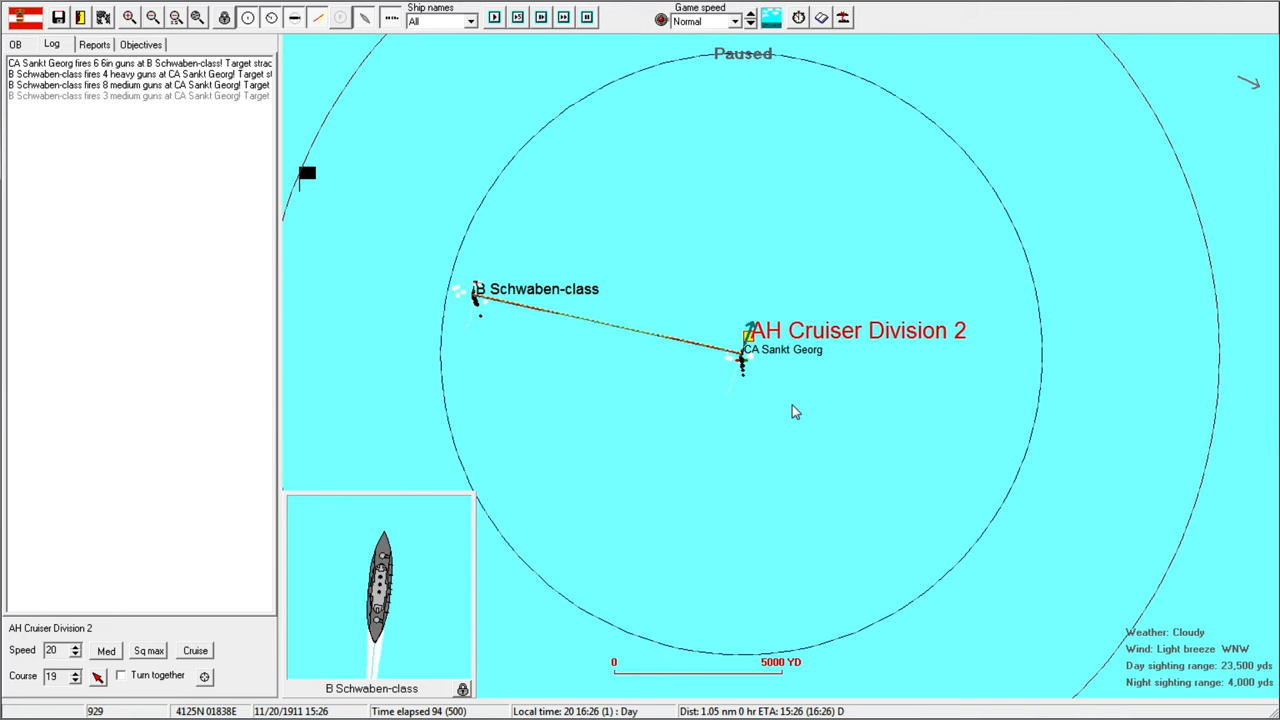 Ship names
All
Game speed
Normal
OB
Log
Reports
Objectives
CA Sankt Georg fires 6 6in guns at B Schwaben-class! Target strac
B Schwaben-class fires 4 heavy guns at CA Sankt Georg! Target st
B Schwaben-class fires 8 medium guns at CA Sankt Georg! Target
B Schwaben-class fires 3 medium guns at CA Sankt Georg! Target
Paused
B Schwaben-class
AH Cruiser Division 2
CA Sankt Georg
0 5000 YD
Weather: Cloudy
Wind: Light breeze WNW
Day sighting range: 23,500 yds
Night sighting range: 4,000 yds
AH Cruiser Division 2
Speed 20 Med Sq max Cruise
Course 19 Turn together
B Schwaben-class
929 4125N 01838E 11/20/1911 15:26 Time elapsed 94 (500) Local time: 20 16:26 (1) : Day Dist: 1.05 nm 0 hr ETA: 15:26 (16:26) D